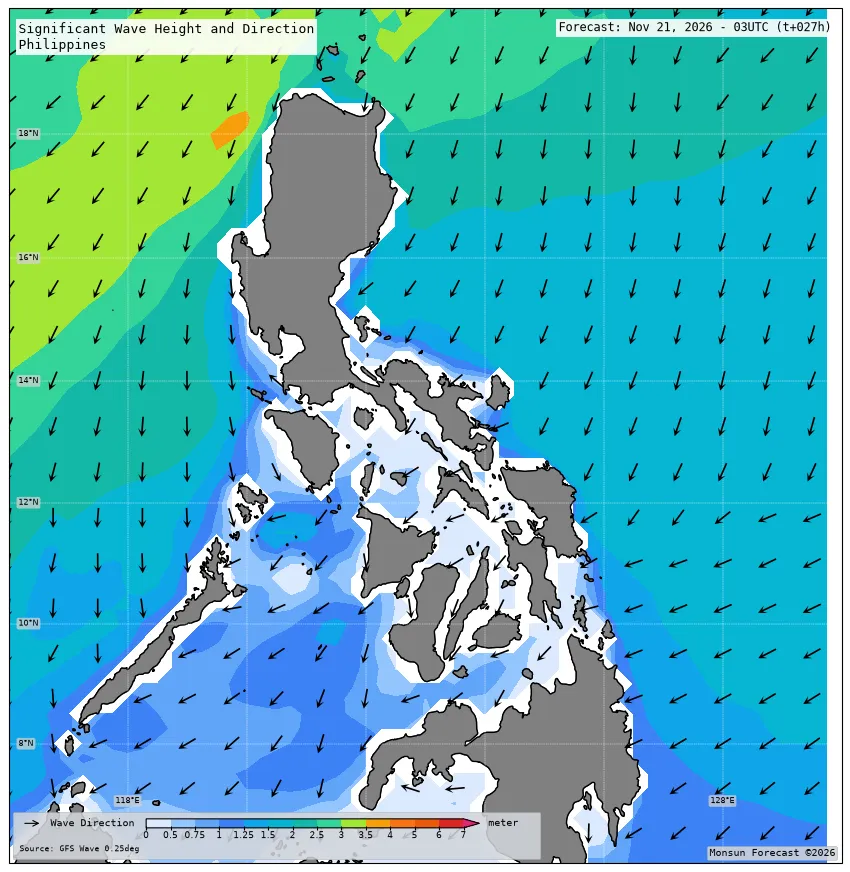 Significant Wave Height and Direction
Philippines
Forecast: Nov 21, 2026 - 03UTC (t+027h)
18°N
16°N
14°N
12°N
10°N
8°N
118°E
128°E
Wave Direction
0 0.5 0.75 1 1.25 1.5 2 2.5 3 3.5 4 5 6 7
meter
Source: GFS Wave 0.25deg
Monsun Forecast ©2026